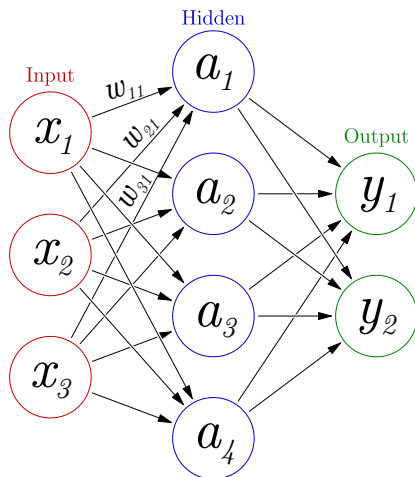 Hidden
Input
Output
w₁₁
w₂₁
w₃₁
x₁
x₂
x₃
a₁
a₂
a₃
a₄
y₁
y₂